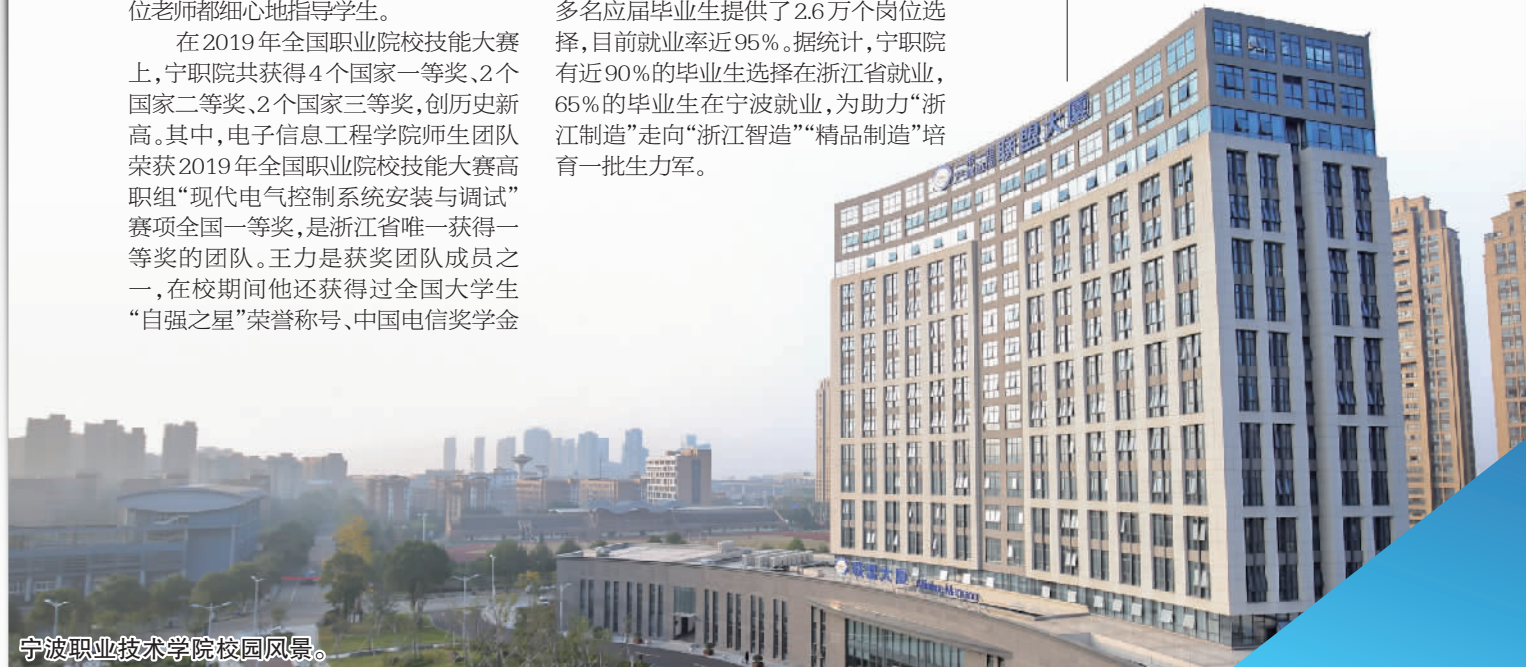 位老师都细心地指导学生。
在2019年全国职业院校技能大赛
上,宁职院共获得4个国家一等奖、2个
国家二等奖、2个国家三等奖,创历史新
高。其中,电子信息工程学院师生团队
荣获2019年全国职业院校技能大赛高
职组“现代电气控制系统安装与调试”
赛项全国一等奖,是浙江省唯一获得一
等奖的团队。王力是获奖团队成员之
一,在校期间他还获得过全国大学生
“自强之星”荣誉称号、中国电信奖学金
多名应届毕业生提供了2.6万个岗位选
择,目前就业率近95%。据统计,宁职院
有近90%的毕业生选择在浙江省就业,
65%的毕业生在宁波就业,为助力“浙
江制造”走向“浙江智造”“精品制造”培
育一批生力军。
联盟大厦
联盟大厦
宁波职业技术学院校园风景。